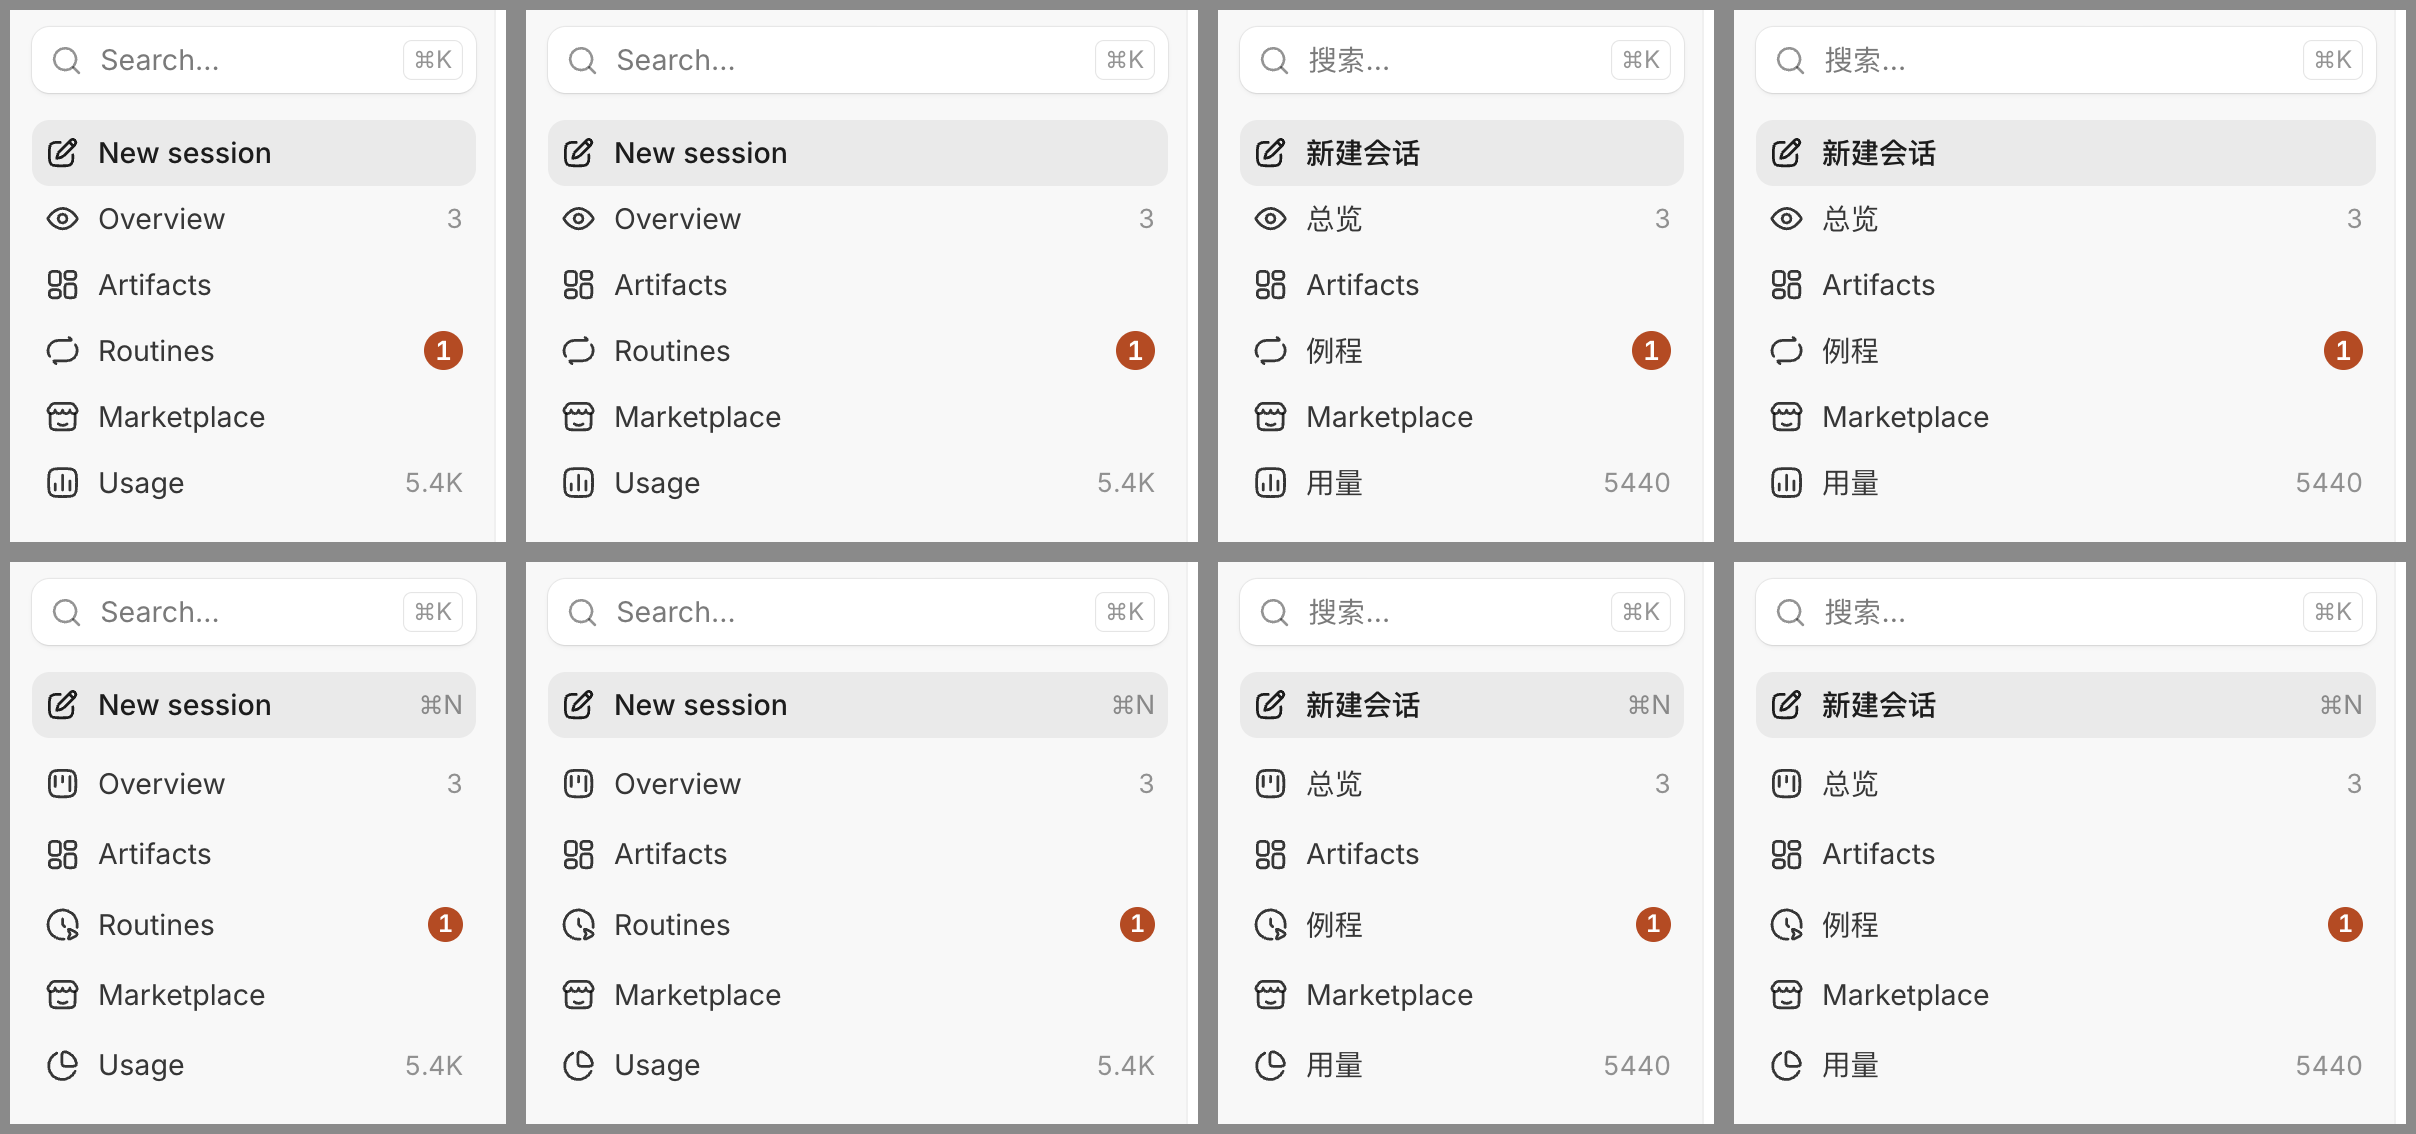 Search... ⌘K
New session
Overview 3
Artifacts
Routines 1
Marketplace
Usage 5.4K
Search... ⌘K
New session
Overview 3
Artifacts
Routines 1
Marketplace
Usage 5.4K
搜索... ⌘K
新建会话
总览 3
Artifacts
例程 1
Marketplace
用量 5440
搜索... ⌘K
新建会话
总览 3
Artifacts
例程 1
Marketplace
用量 5440
Search... ⌘K
New session ⌘N
Overview 3
Artifacts
Routines 1
Marketplace
Usage 5.4K
Search... ⌘K
New session ⌘N
Overview 3
Artifacts
Routines 1
Marketplace
Usage 5.4K
搜索... ⌘K
新建会话 ⌘N
总览 3
Artifacts
例程 1
Marketplace
用量 5440
搜索... ⌘K
新建会话 ⌘N
总览 3
Artifacts
例程 1
Marketplace
用量 5440